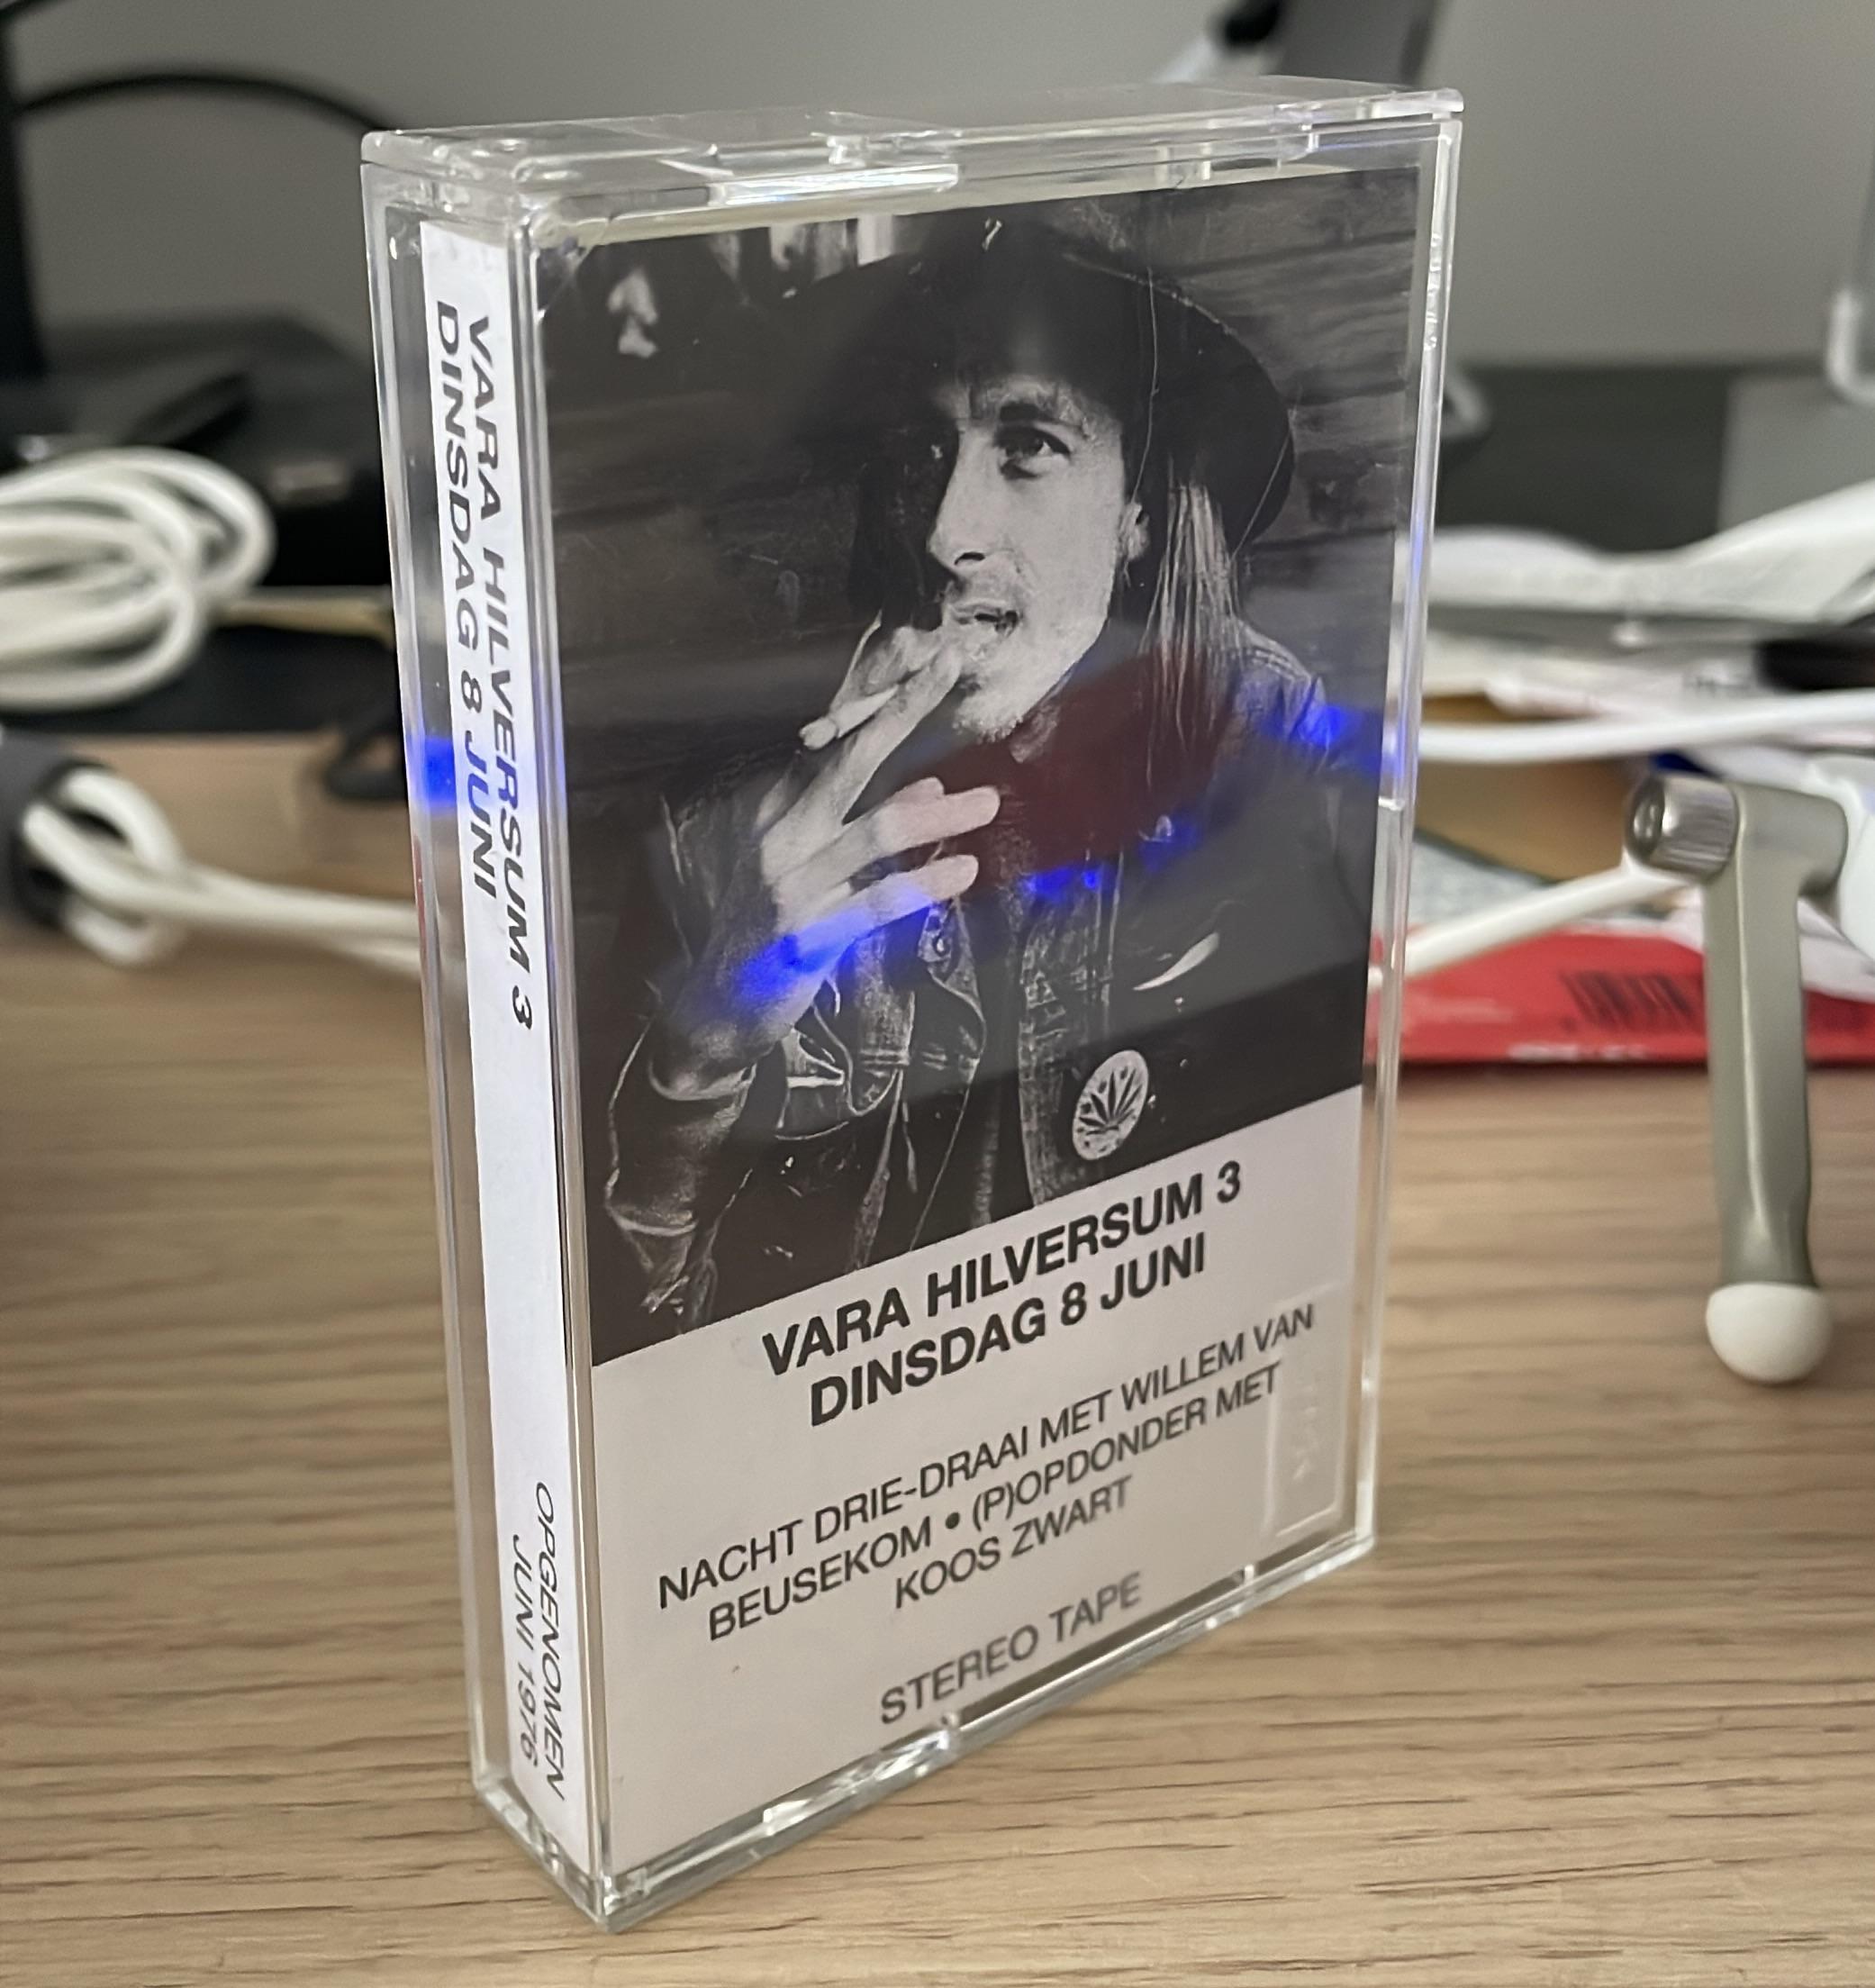 VARA HILVERSUM 3
DINSDAG 8 JUNI
OPGENOMEN
JUNI 1976
VARA HILVERSUM 3
DINSDAG 8 JUNI
NACHT DRIE-DRAAI MET WILLEM VAN
BEUSEKOM • (P)OPDONDER MET
KOOS ZWART
STEREO TAPE